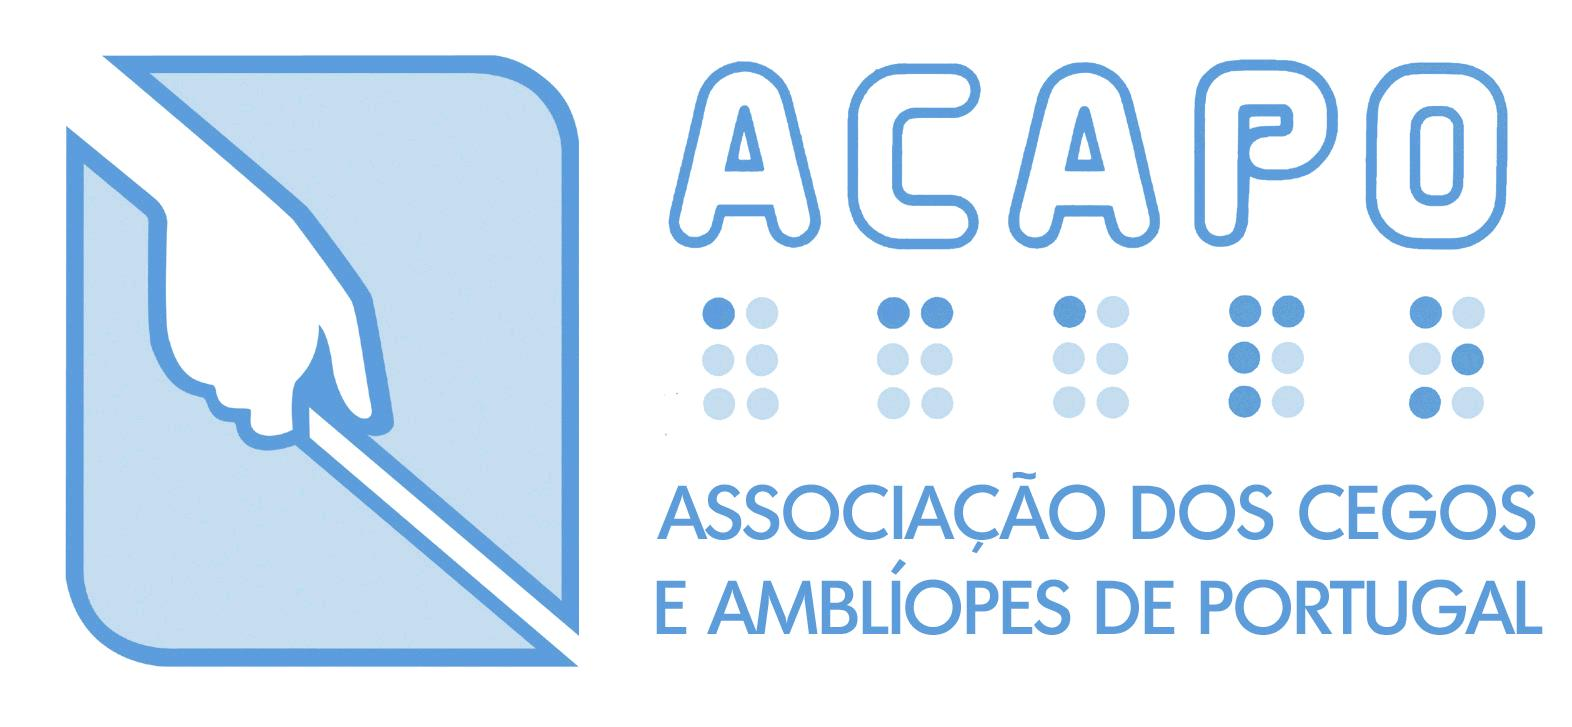 ACAPO
⠁⠉⠁⠏⠕
ASSOCIAÇÃO DOS CEGOS
E AMBLÍOPES DE PORTUGAL